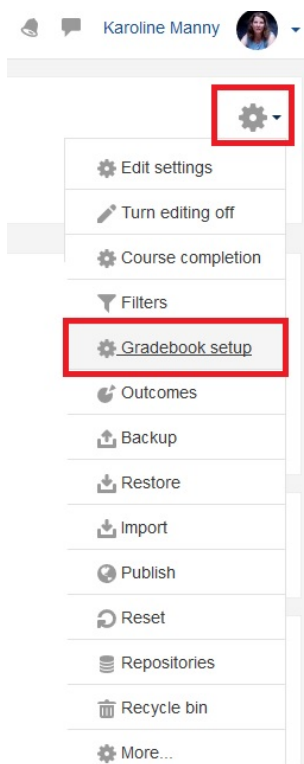 Karoline Manny
Edit settings
Turn editing off
Course completion
Filters
Gradebook setup
Outcomes
Backup
Restore
Import
Publish
Reset
Repositories
Recycle bin
More...